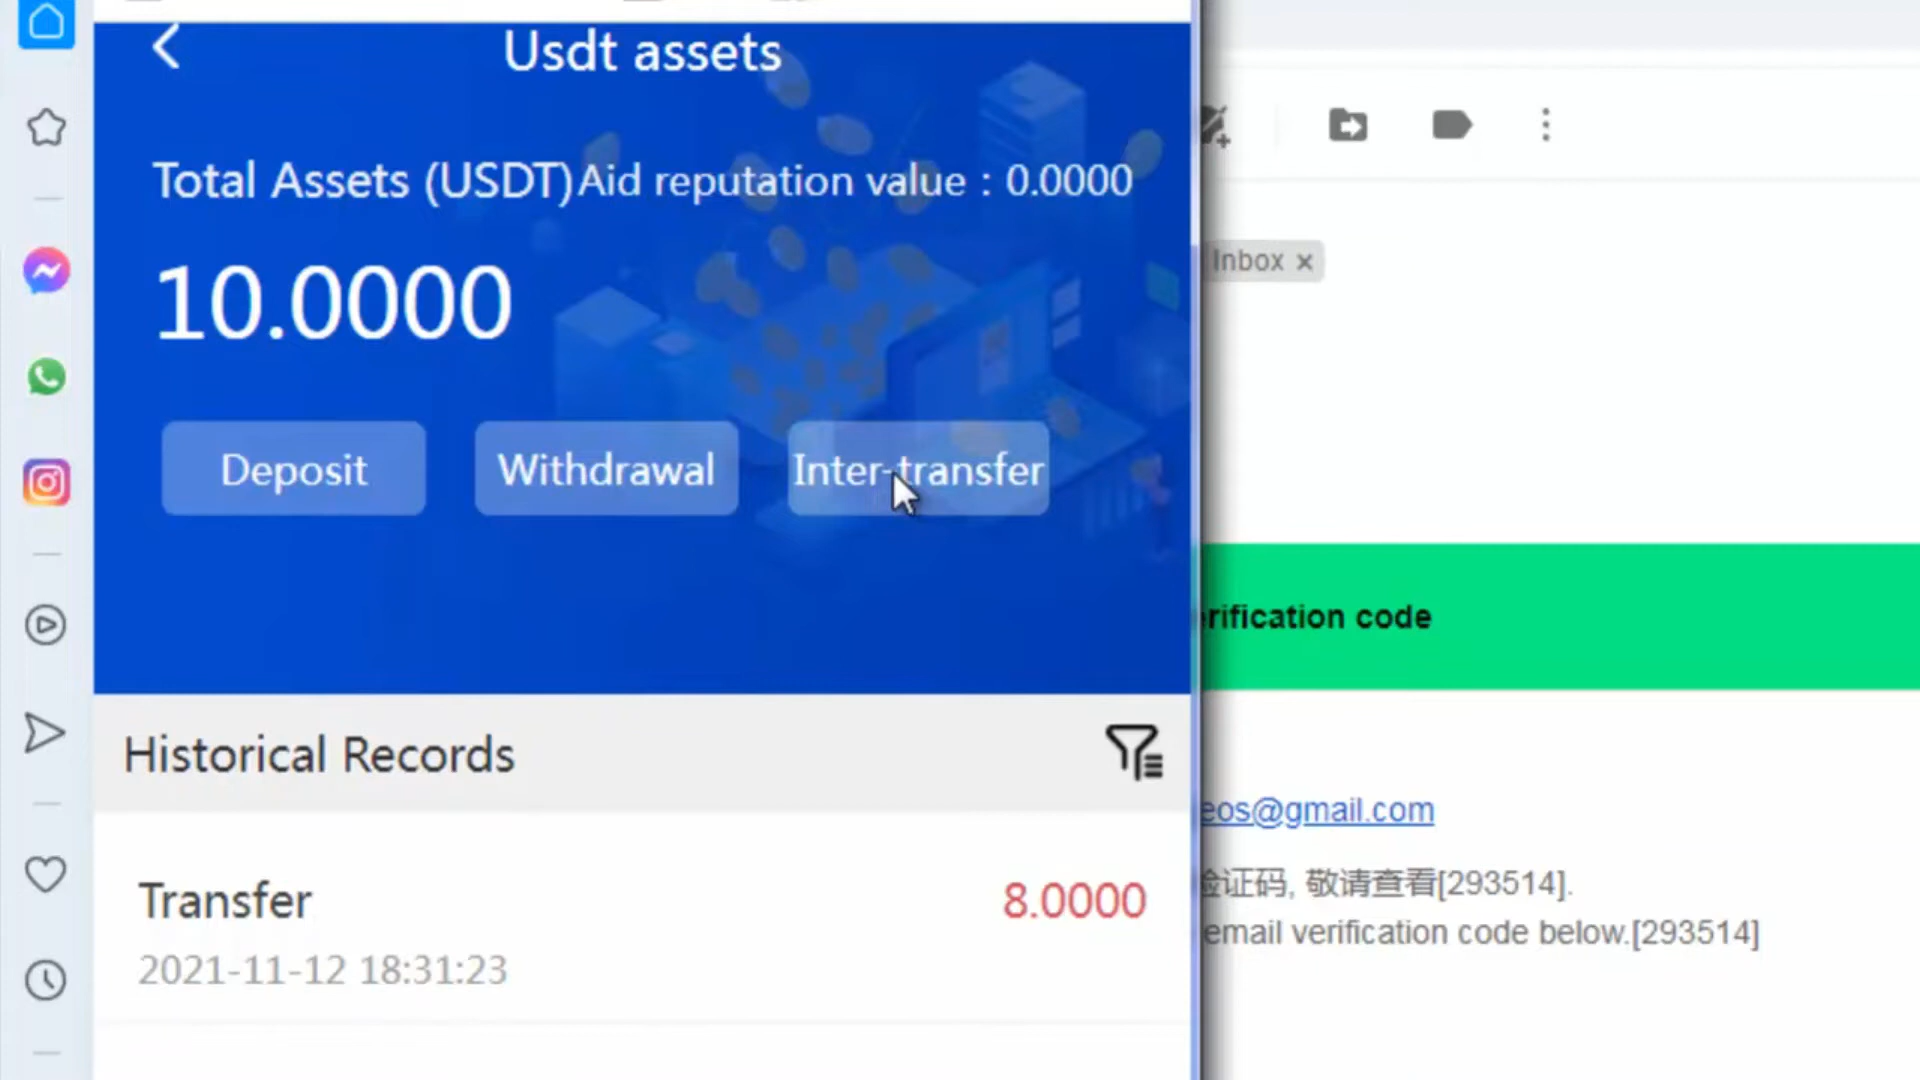 Usdt assets
Total Assets (USDT)
Aid reputation value : 0.0000
10.0000
Deposit
Withdrawal
Inter-transfer
Historical Records
Transfer
8.0000
2021-11-12 18:31:23
Inbox ×
rification code
eos@gmail.com
验证码, 敬请查看[293514].
email verification code below.[293514]